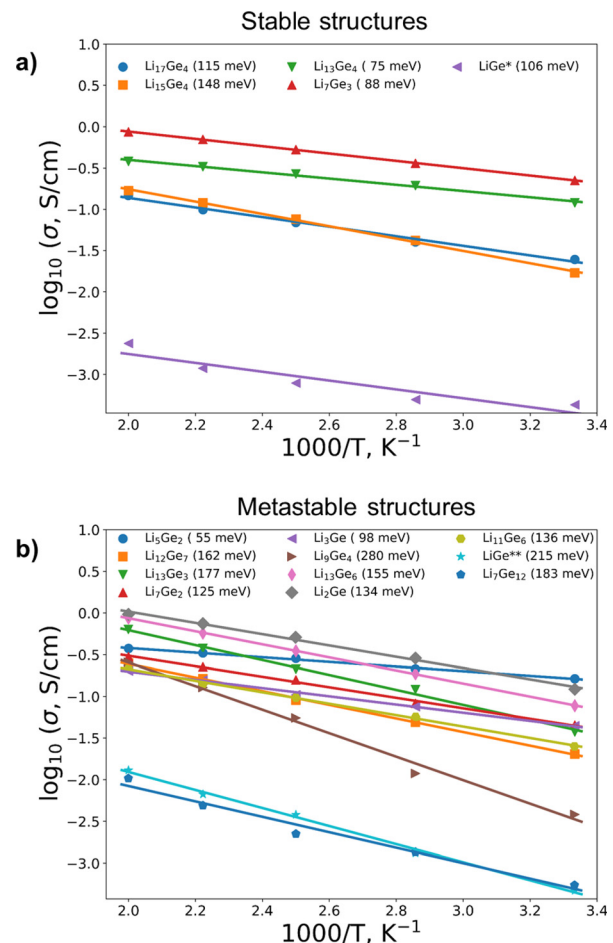 Stable structures
a)
Li₁₇Ge₄ (115 meV) Li₁₃Ge₄ ( 75 meV) LiGe* (106 meV)
Li₁₅Ge₄ (148 meV) Li₇Ge₃ ( 88 meV)
log₁₀ (σ, S/cm)
1.0
0.5
0.0
−0.5
−1.0
−1.5
−2.0
−2.5
−3.0
2.0 2.2 2.4 2.6 2.8 3.0 3.2 3.4
1000/T, K⁻¹
Metastable structures
b)
Li₅Ge₂ ( 55 meV) Li₃Ge ( 98 meV) Li₁₁Ge₆ (136 meV)
Li₁₂Ge₇ (162 meV) Li₉Ge₄ (280 meV) LiGe** (215 meV)
Li₁₃Ge₃ (177 meV) Li₁₃Ge₆ (155 meV) Li₇Ge₁₂ (183 meV)
Li₇Ge₂ (125 meV) Li₂Ge (134 meV)
log₁₀ (σ, S/cm)
1.0
0.5
0.0
−0.5
−1.0
−1.5
−2.0
−2.5
−3.0
2.0 2.2 2.4 2.6 2.8 3.0 3.2 3.4
1000/T, K⁻¹